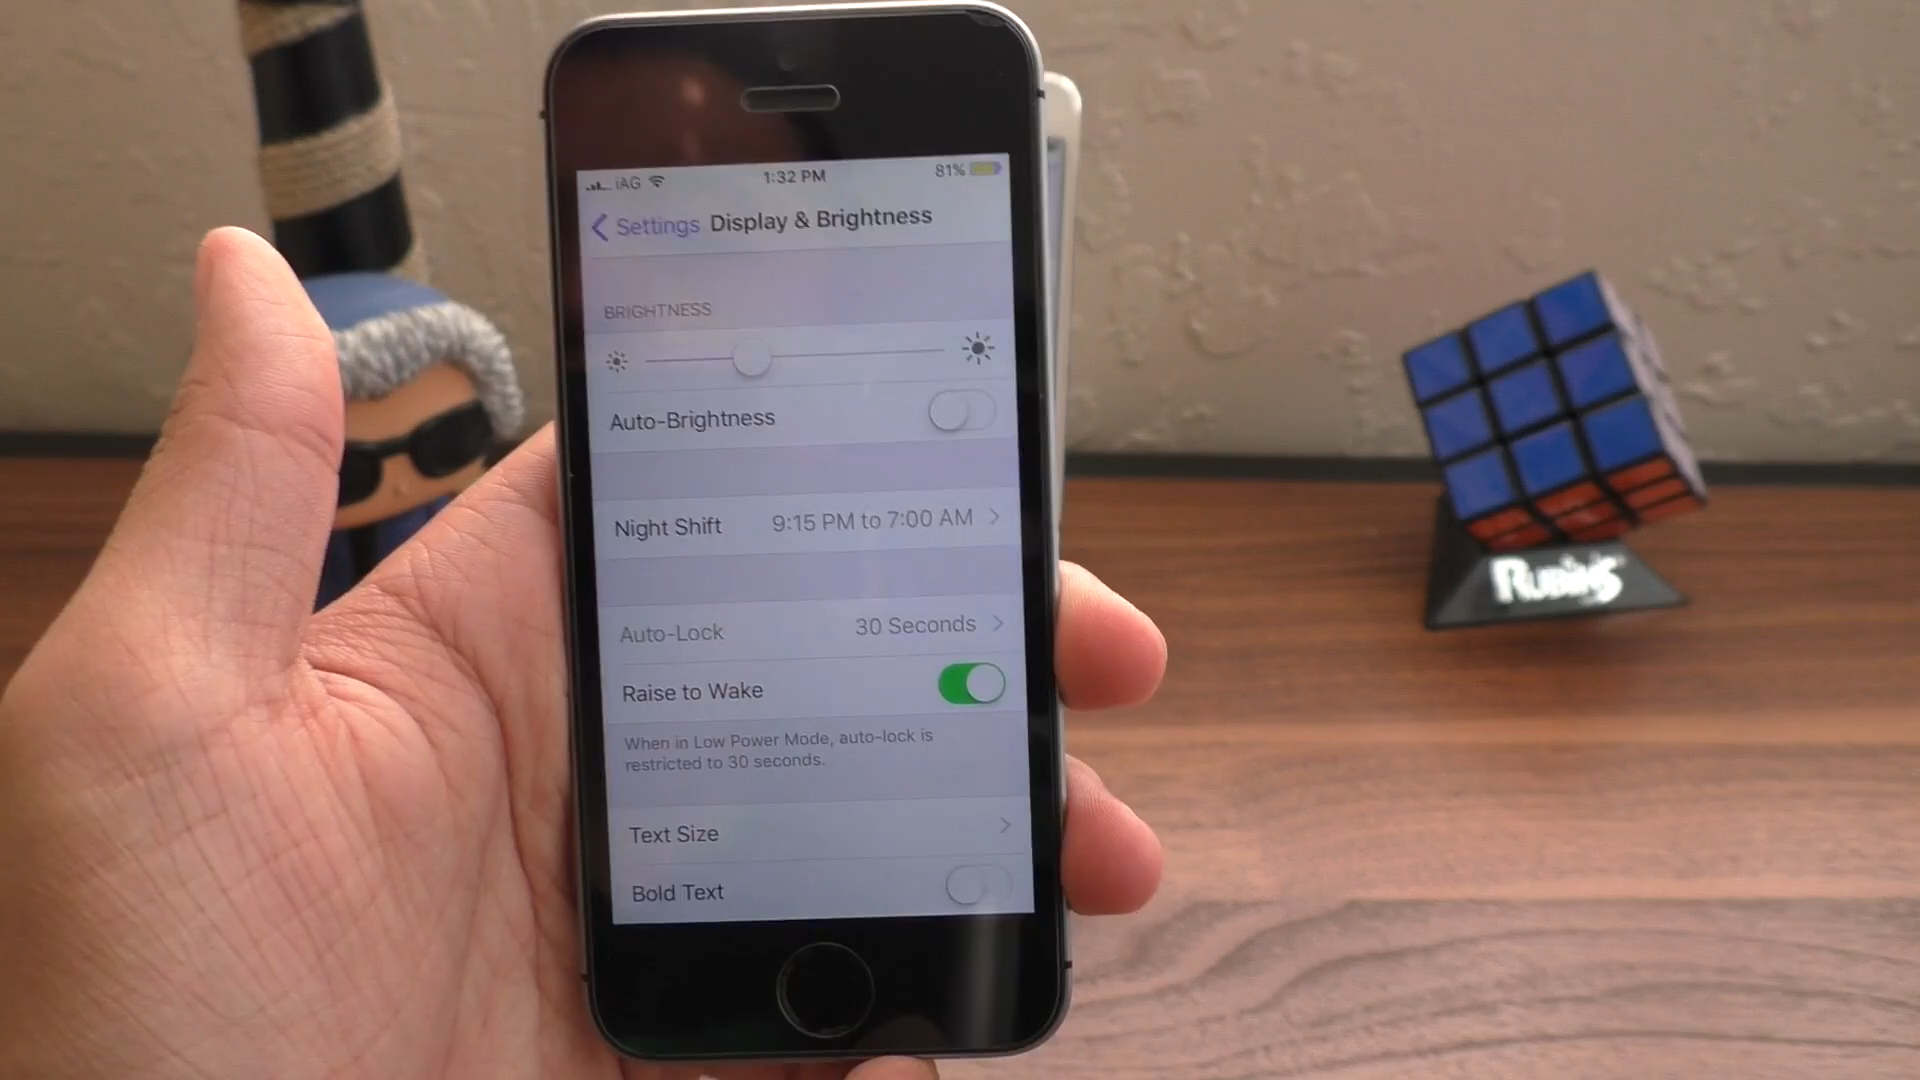 iAG 1:32 PM 81%
Settings Display & Brightness
BRIGHTNESS
Auto-Brightness
Night Shift 9:15 PM to 7:00 AM
Auto-Lock 30 Seconds
Raise to Wake
When in Low Power Mode, auto-lock is
restricted to 30 seconds.
Text Size
Bold Text
RUBIK'S